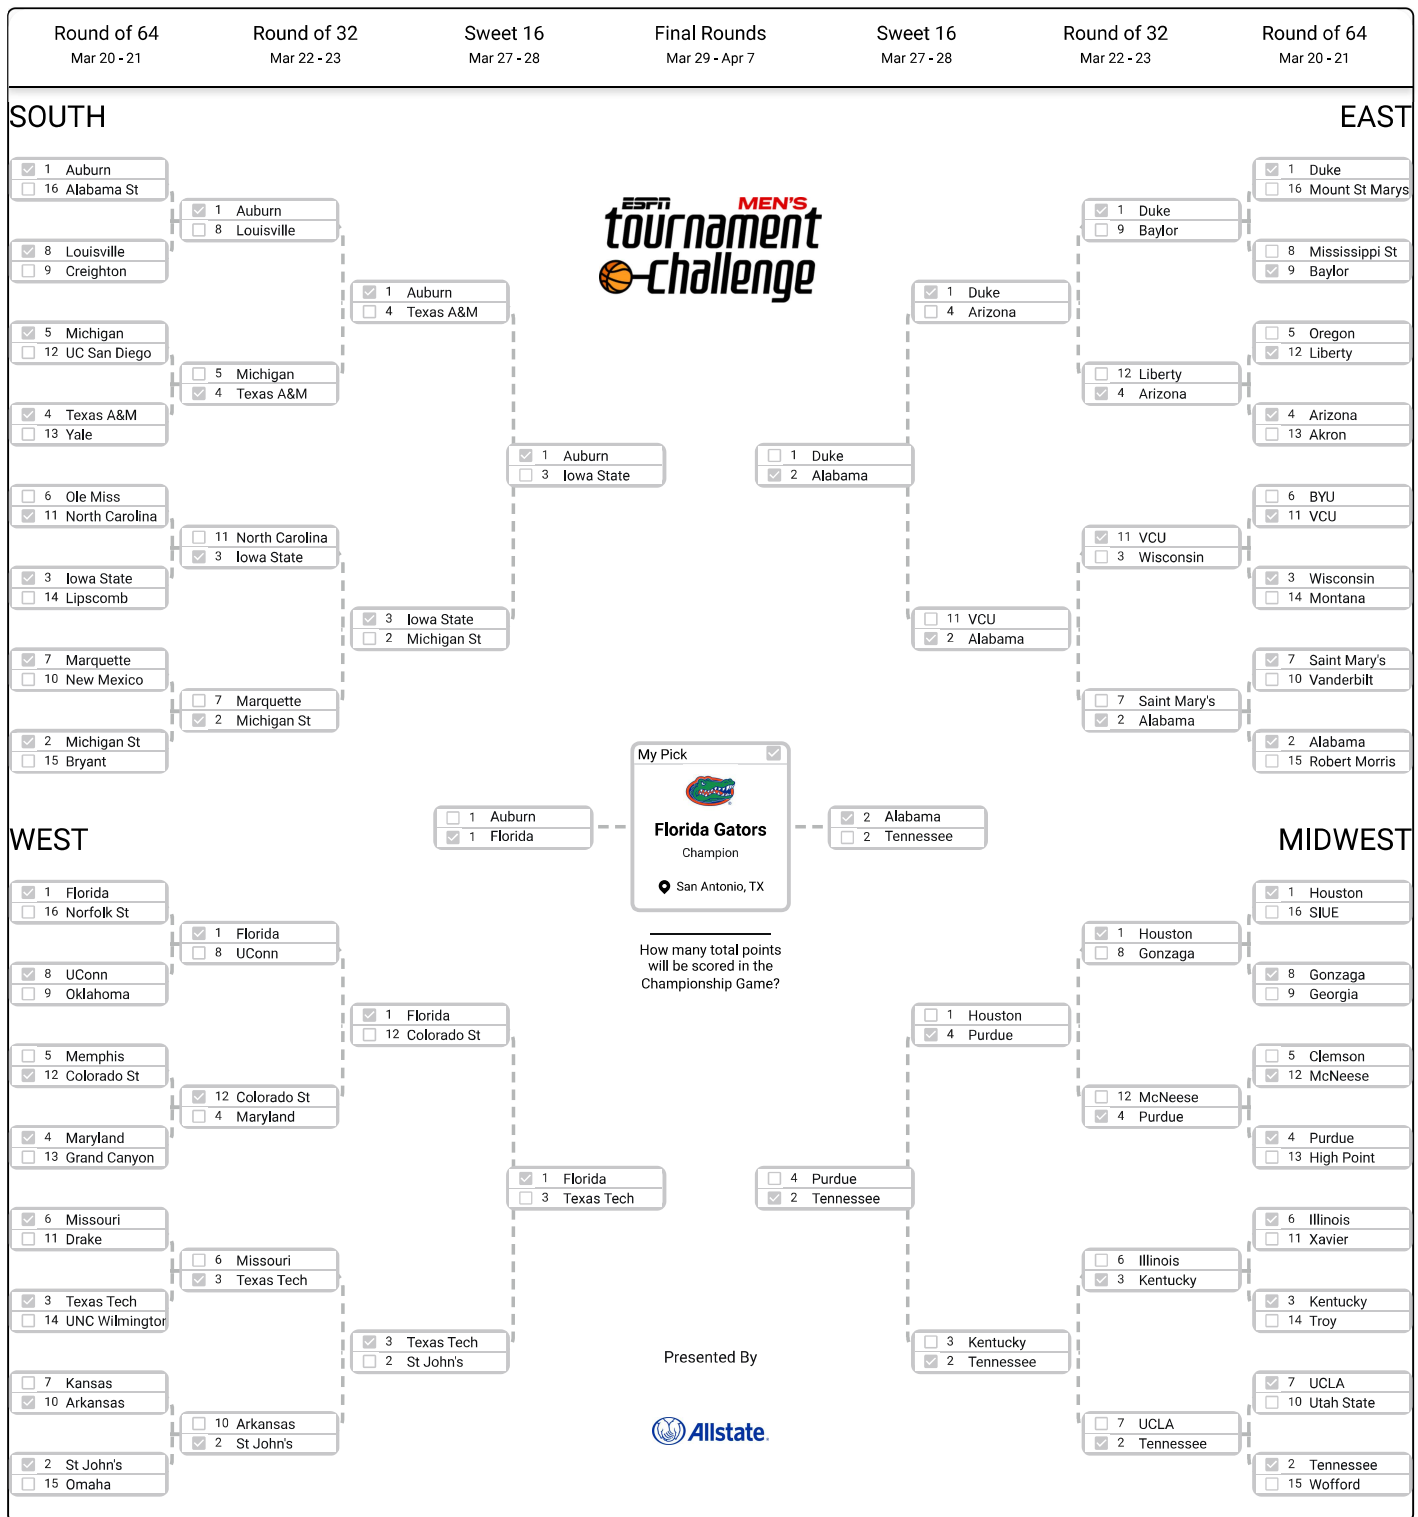 Round of 64
Mar 20 - 21
Round of 32
Mar 22 - 23
Sweet 16
Mar 27 - 28
Final Rounds
Mar 29 - Apr 7
Sweet 16
Mar 27 - 28
Round of 32
Mar 22 - 23
Round of 64
Mar 20 - 21
SOUTH
1 Auburn
16 Alabama St
8 Louisville
9 Creighton
5 Michigan
12 UC San Diego
4 Texas A&M
13 Yale
6 Ole Miss
11 North Carolina
3 Iowa State
14 Lipscomb
7 Marquette
10 New Mexico
2 Michigan St
15 Bryant
1 Auburn
8 Louisville
5 Michigan
4 Texas A&M
11 North Carolina
3 Iowa State
7 Marquette
2 Michigan St
1 Auburn
4 Texas A&M
3 Iowa State
2 Michigan St
1 Auburn
3 Iowa State
ESPN MEN'S
tournament
challenge
EAST
1 Duke
16 Mount St Marys
8 Mississippi St
9 Baylor
5 Oregon
12 Liberty
4 Arizona
13 Akron
6 BYU
11 VCU
3 Wisconsin
14 Montana
7 Saint Mary's
10 Vanderbilt
2 Alabama
15 Robert Morris
1 Duke
9 Baylor
12 Liberty
4 Arizona
11 VCU
3 Wisconsin
7 Saint Mary's
2 Alabama
1 Duke
4 Arizona
11 VCU
2 Alabama
1 Duke
2 Alabama
1 Auburn
1 Florida
My Pick
Florida Gators
Champion
San Antonio, TX
2 Alabama
2 Tennessee
How many total points
will be scored in the
Championship Game?
WEST
1 Florida
16 Norfolk St
8 UConn
9 Oklahoma
5 Memphis
12 Colorado St
4 Maryland
13 Grand Canyon
6 Missouri
11 Drake
3 Texas Tech
14 UNC Wilmington
7 Kansas
10 Arkansas
2 St John's
15 Omaha
1 Florida
8 UConn
12 Colorado St
4 Maryland
6 Missouri
3 Texas Tech
10 Arkansas
2 St John's
1 Florida
12 Colorado St
3 Texas Tech
2 St John's
1 Florida
3 Texas Tech
MIDWEST
1 Houston
16 SIUE
8 Gonzaga
9 Georgia
5 Clemson
12 McNeese
4 Purdue
13 High Point
6 Illinois
11 Xavier
3 Kentucky
14 Troy
7 UCLA
10 Utah State
2 Tennessee
15 Wofford
1 Houston
8 Gonzaga
12 McNeese
4 Purdue
6 Illinois
3 Kentucky
7 UCLA
2 Tennessee
1 Houston
4 Purdue
3 Kentucky
2 Tennessee
4 Purdue
2 Tennessee
Presented By
Allstate